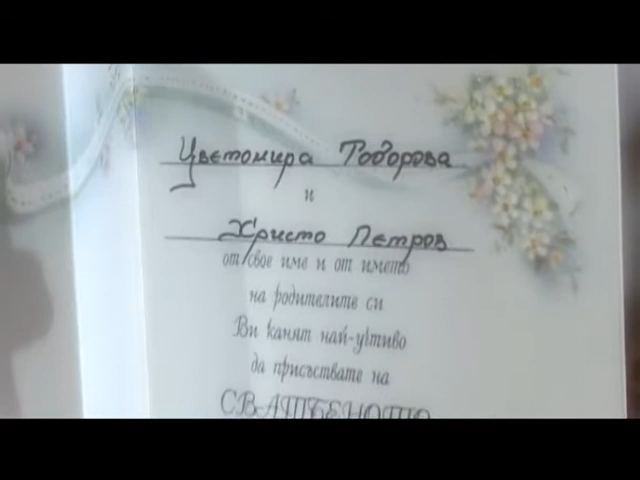 Цветомира Тодорова
и
Христо Петров
от свое име и от името
на родителите си
Ви канят най-учтиво
да присъствате на
СВАТБЕНОТО